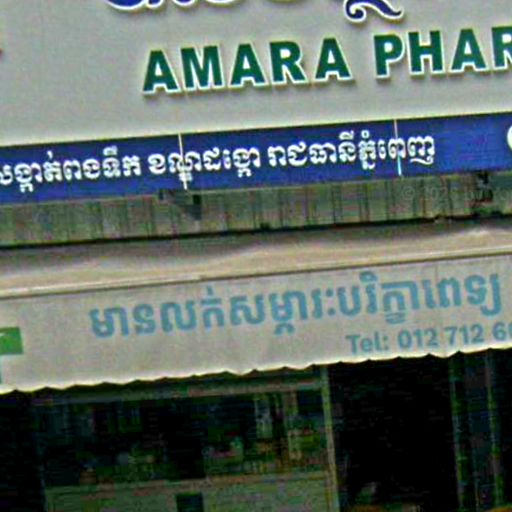 AMARA PHAR
សង្កាត់ពងទឹក ខណ្ឌដង្កោ រាជធានីភ្នំពេញ
មានលក់សម្ភារៈបរិក្ខាពេទ្យ
Tel: 012 712 6